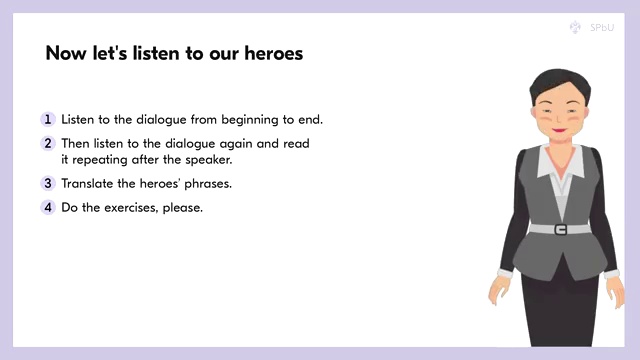 SPbU
Now let's listen to our heroes
1 Listen to the dialogue from beginning to end.
2 Then listen to the dialogue again and read
it repeating after the speaker.
3 Translate the heroes' phrases.
4 Do the exercises, please.